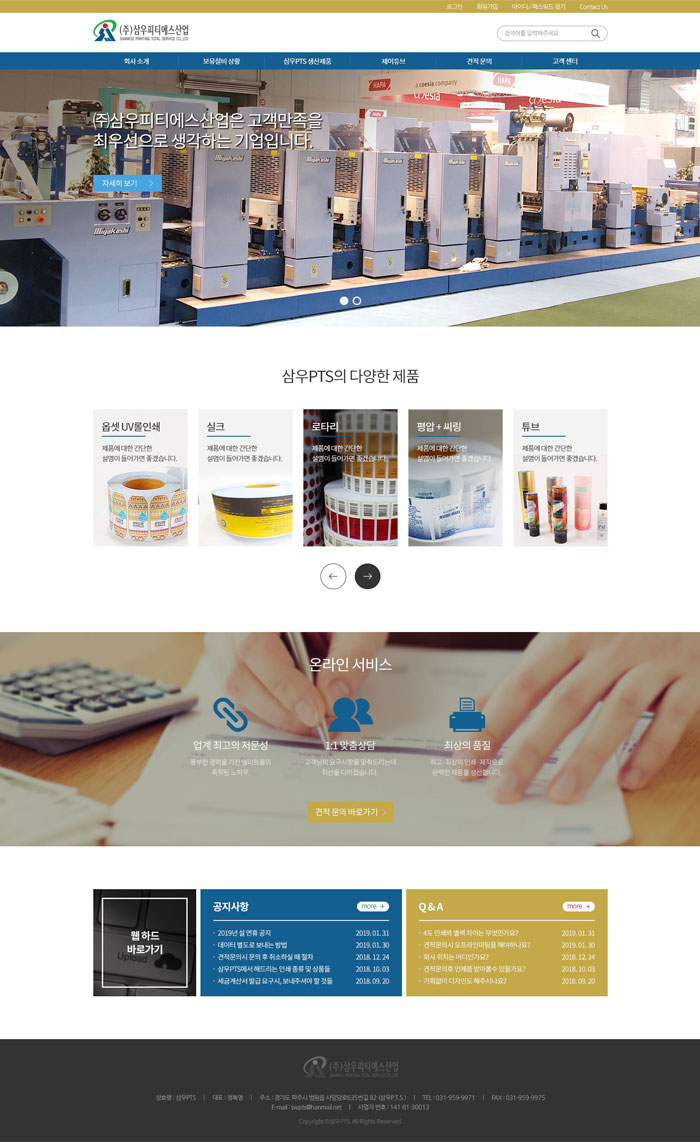 로그인 회원가입 아이디 / 패스워드 찾기 Contact Us
(주)삼우피티에스산업
SAMWOO PRINTING TOTAL SERVICE CO.,LTD
검색어를 입력해주세요
회사 소개 보유설비 상황 삼우PTS 생산제품 제이튜브 견적 문의 고객 센터
HAPA a coesia company HAPA
coesia
㈜삼우피티에스산업은 고객만족을
최우선으로 생각하는 기업입니다.
자세히 보기
Miyakoshi
삼우PTS의 다양한 제품
옵셋 UV롤인쇄
제품에 대한 간단한
설명이 들어가면 좋겠습니다.
실크
제품에 대한 간단한
설명이 들어가면 좋겠습니다.
로타리
제품에 대한 간단한
설명이 들어가면 좋겠습니다.
평압 + 씨링
제품에 대한 간단한
설명이 들어가면 좋겠습니다.
튜브
제품에 대한 간단한
설명이 들어가면 좋겠습니다.
온라인 서비스
업계 최고의 저문성
풍부한 경력을 가진 엘리트들의
축적된 노하우.
1:1 맞춤상담
고객님의 요구사항을 맞춰드리는데
최선을 다하겠습니다.
최상의 품질
최고 · 최상의 인쇄 · 제작으로
완벽한 제품을 생산합니다.
견적 문의 바로가기
웹 하드
바로가기
Upload
공지사항 more +
· 2019년 설 연휴 공지 2019. 01. 31
· 데이터 별도로 보내는 방법 2019. 01. 30
· 견적문의시 문의 후 취소하실 때 절차 2018. 12. 24
· 삼우PTS에서 해드리는 인쇄 종류 및 상품들 2018. 10. 03
· 세금계산서 발급 요구시, 보내주셔야 할 것들 2018. 09. 20
Q & A more +
· 4도 인쇄와 별색 차이는 무엇인가요? 2019. 01. 31
· 견적문의시 오프라인미팅을 해야하나요? 2019. 01. 30
· 회사 위치는 어디인가요? 2018. 12. 24
· 견적문의후 언제쯤 받아볼수 있을가요? 2018. 10. 03
· 기획없이 디자인도 해주시나요? 2018. 09. 20
(주)삼우피티에스산업
SAMWOO PRINTING TOTAL SERVICE CO.,LTD
상호명 : 삼우PTS | 대표 : 정복영 | 주소 : 경기도 파주시 법원읍 사임당로635번길 82 (삼우P.T.S.) | TEL : 031-959-9971 | FAX : 031-959-9975
E-mail : swpts@hanmail.net | 사업자 번호 : 141-81-30013
Copyright ©삼우PTS, All Rights Reserved.